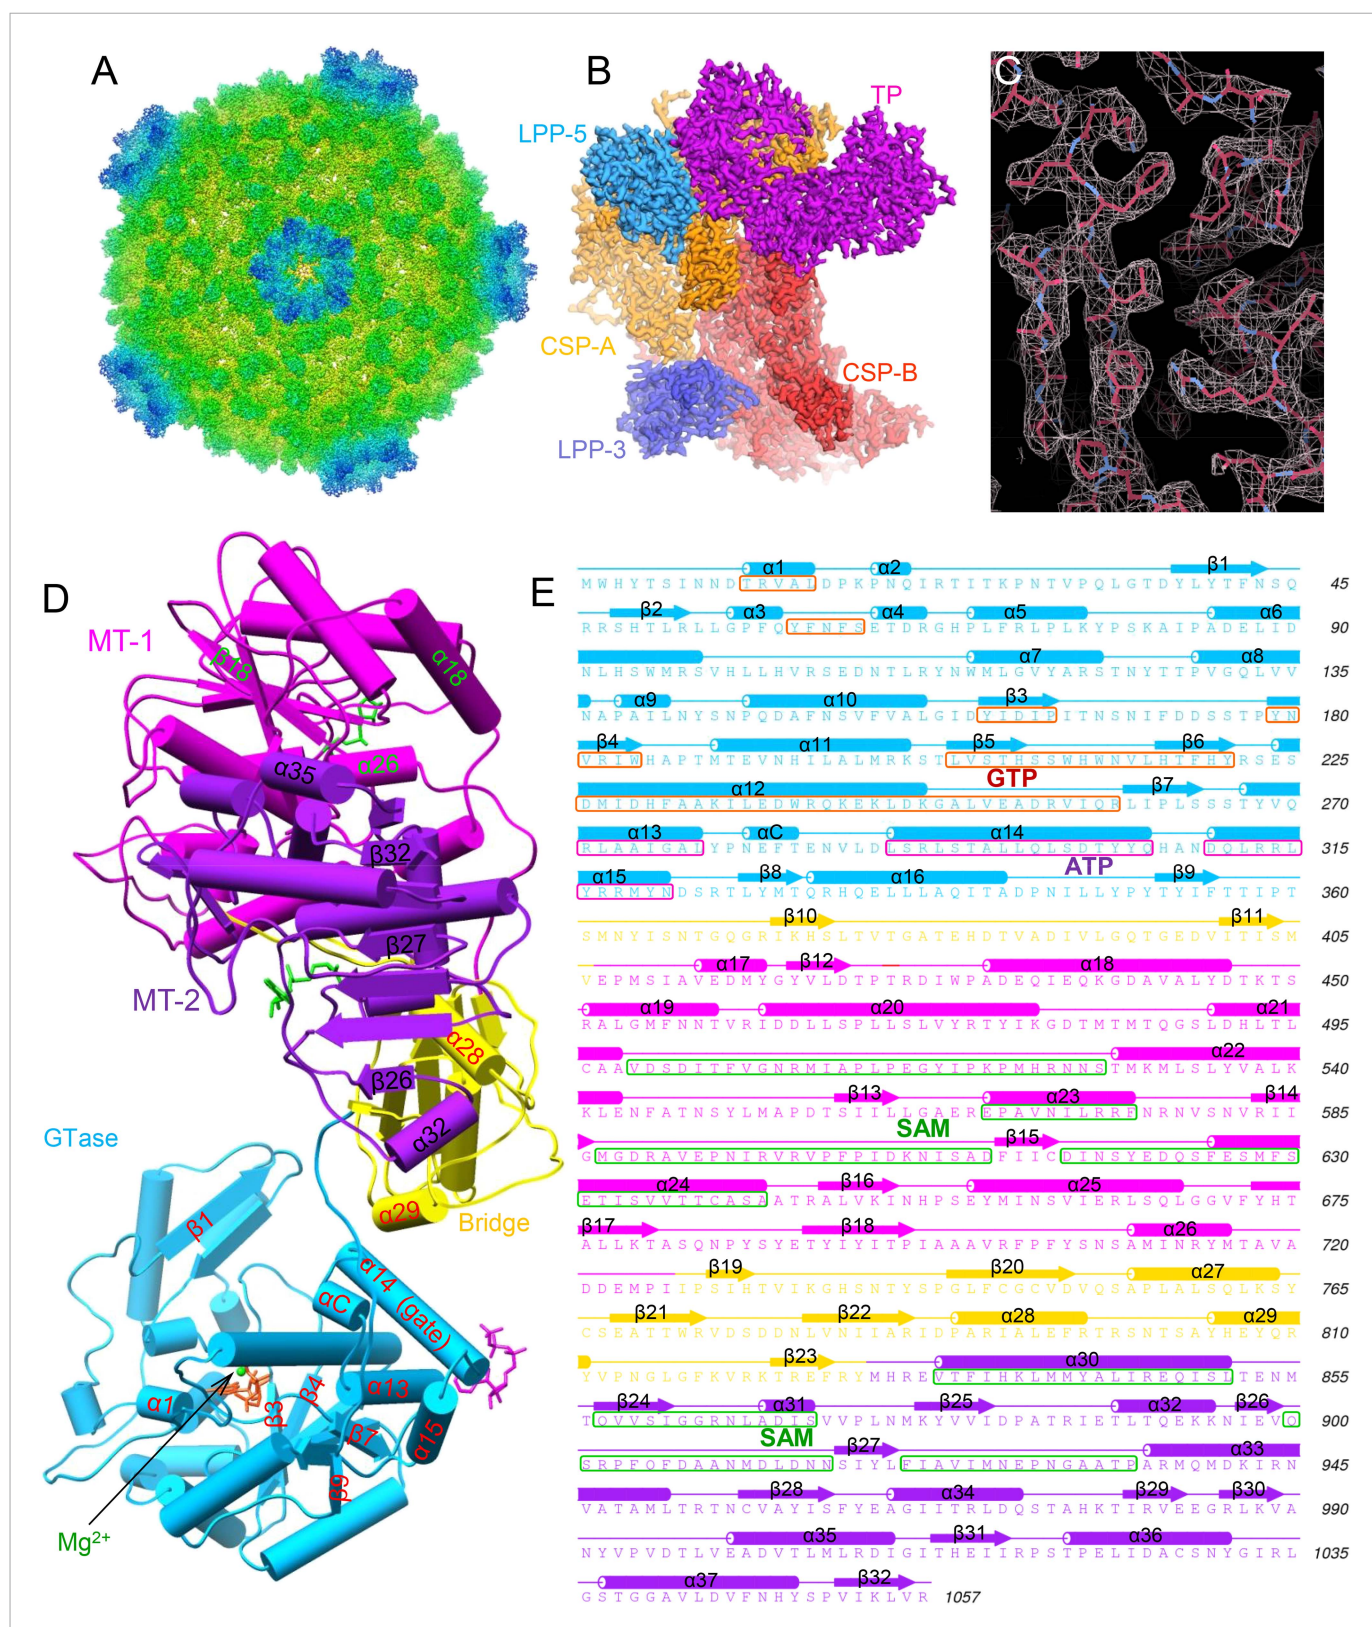 A
B
C
TP
LPP-5
CSP-A
CSP-B
LPP-3
D
MT-1
β18
α18
α35
α26
β32
β27
MT-2
α28
β26
α32
GTase
α29
Bridge
β1
α14 (gate)
αC
α1
β3
β4
α13
β7
α15
β9
Mg2+
E
α1 α2 β1
MWHYTSINNDTRVALDPKPNQIRTITKPNTVPQLGTDYLYTFNSQ 45
β2 α3 α4 α5 α6
RRSHTLRLLGPFQYFNFSETDRGHPLFRLPLKYPSKAIPADELID 90
α7 α8
NLHSWMRSVHLLHVRSEDNTLRYNWMLGVYARSTNYTTPVGQLVV 135
α9 α10 β3
NAPAILNYSNPQDAFNSVFVALGIDYIDIPITNSNIFDDSSTPYN 180
β4 α11 β5 β6
VRIWHAPTMTEVNHILALMRKSTLVSTHSSWHWNVLHTFHYRSES 225
GTP
α12 β7
DMIDHFAAKILEDWRQKEKLDKGALVEADRVIQRLIPLSSSTYVQ 270
α13 αC α14
RLAAIGALYPNEFTENVLDLSRLSTALLQLSDTYYQHANDQLRRL 315
ATP
α15 β8 α16 β9
YRRMYNDSRTLYMTQRHQELLLAQITADPNILLYPYTYIFTTIPT 360
β10 β11
SMNYISNTGQGRIKHSLTVTGATEHDTVADIVLGQTGEDVITISM 405
α17 β12 α18
VEPMSIAVEDMYGYVLDTPTRDIWPADEQIEQKGDAVALYDTKTS 450
α19 α20 α21
RALGMFNNTVRIDDLLSPLLSLVYRTYIKGDTMTMTQGSLDHLTL 495
α22
CAAVDSDITFVGNRMIAPLPEGYIPKPMHRNNSTMKMLSLYVALK 540
β13 α23 β14
KLENFATNSYLMAPDTSIIILLGAEREPAVNILRRFNRNVSNVRII 585
SAM
β15
GMGDRAVEPNIRVRVPFPIDKNISADFIICDINSYEDQSFESMFS 630
α24 β16 α25
ETISVVTTCASAATRALVKINHPSEYMINSVIERLSQLGGVFYHT 675
β17 β18 α26
ALLKTASQNPYSYETYIYITPIAAAVRFPFYSNSAMINRYMTAVA 720
β19 β20 α27
DDEMPIIPSIHTVIKGHSNTYSPGLFCGCVDVQSAPLALSQLKSY 765
β21 β22 α28 α29
CSEATTWRVDSDDNLVNIIARIDPARIALEFRTRSNTSAYHEYQR 810
β23 α30
YVPNGLGFKVRKTREFRYMHREVTFIHKLMMYALIREQISLTENM 855
β24 α31 β25 α32 β26
TQVVSIGGRNLADISVVPLNMKYVVIDPATRIETLTQEKKNIEVQ 900
SAM
β27 α33
SRPFQFDAANMDLDNNSIYLFIAVIMNEPNGAATPARMQMDKIRN 945
β28 α34 β29 β30
VATAMLTRTNCVAYISFYEAGIITRLDQSTAHKTIRVEEGRLKVA 990
α35 β31 α36
NYVPVDTLVEADVTLMLRDIGITHEIIRPSTPELIDACSNYGIRL 1035
α37 β32
GSTGGAVLDVFNHYSPVIKLVR 1057